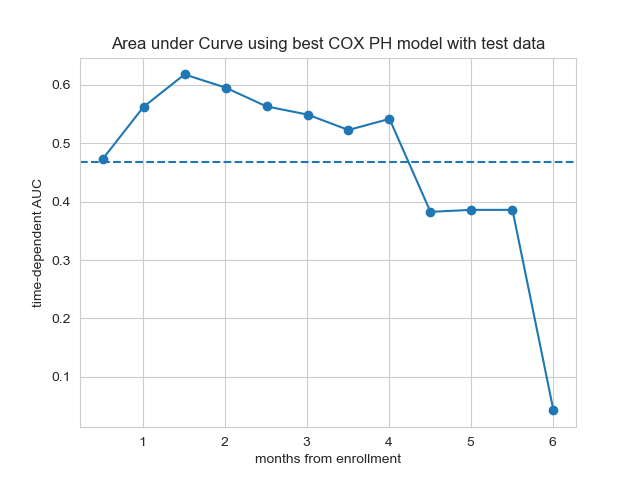 Area under Curve using best COX PH model with test data
time-dependent AUC
0.6
0.5
0.4
0.3
0.2
0.1
1 2 3 4 5 6
months from enrollment